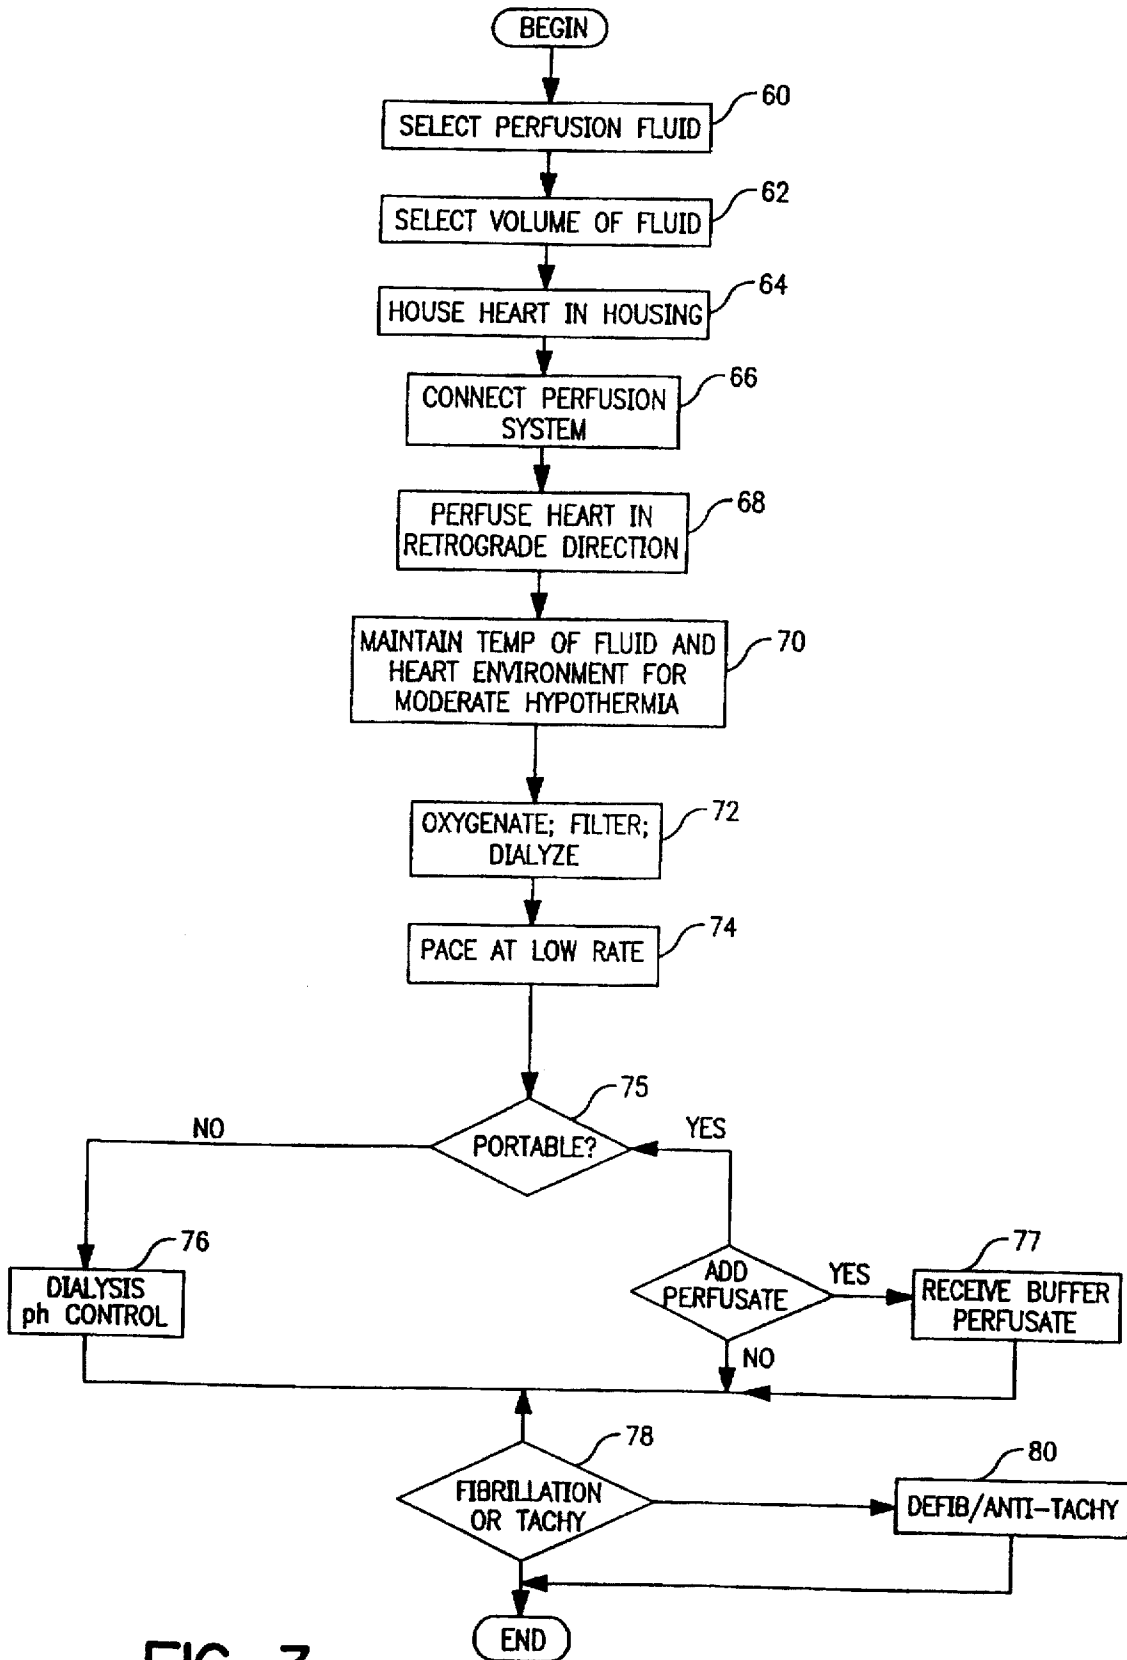 BEGIN
60
SELECT PERFUSION FLUID
62
SELECT VOLUME OF FLUID
64
HOUSE HEART IN HOUSING
66
CONNECT PERFUSION
SYSTEM
68
PERFUSE HEART IN
RETROGRADE DIRECTION
70
MAINTAIN TEMP OF FLUID AND
HEART ENVIRONMENT FOR
MODERATE HYPOTHERMIA
72
OXYGENATE; FILTER;
DIALYZE
74
PACE AT LOW RATE
75
PORTABLE?
NO
YES
76
DIALYSIS
ph CONTROL
ADD
PERFUSATE
YES
NO
77
RECEIVE BUFFER
PERFUSATE
78
FIBRILLATION
OR TACHY
80
DEFIB/ANTI-TACHY
END